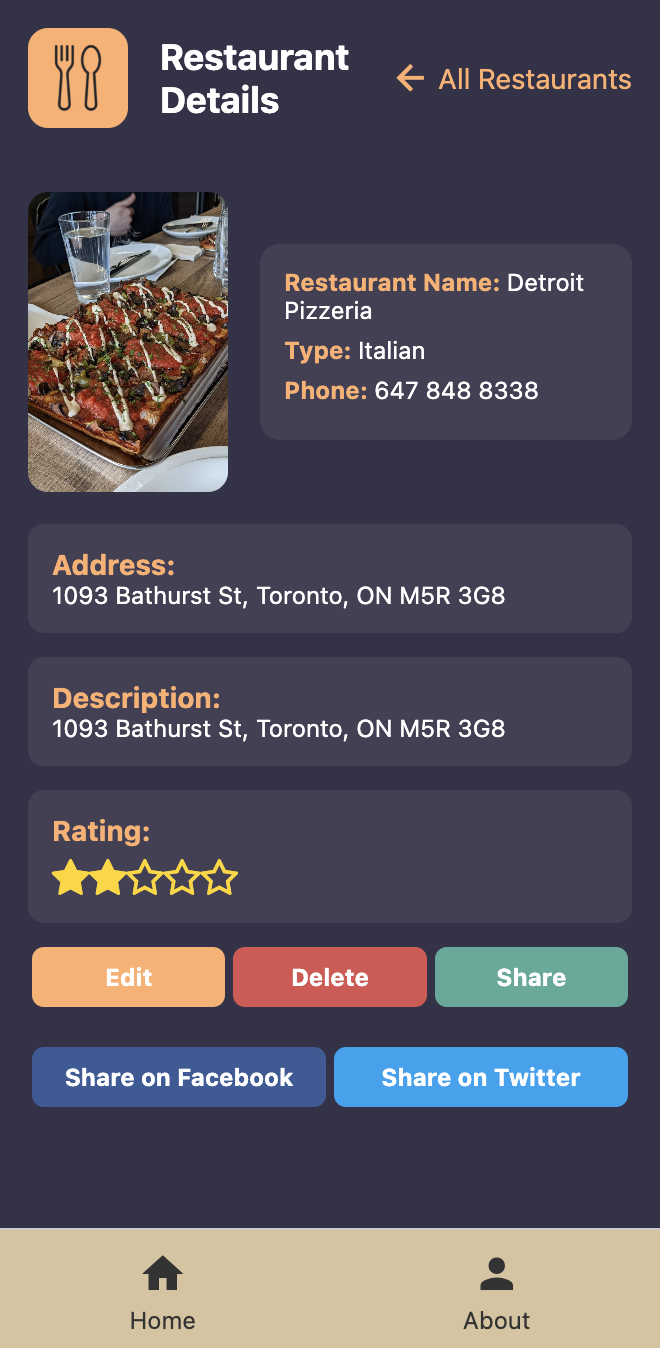 Restaurant
Details
All Restaurants
Restaurant Name: Detroit
Pizzeria
Type: Italian
Phone: 647 848 8338
Address:
1093 Bathurst St, Toronto, ON M5R 3G8
Description:
1093 Bathurst St, Toronto, ON M5R 3G8
Rating:
Edit
Delete
Share
Share on Facebook
Share on Twitter
Home
About